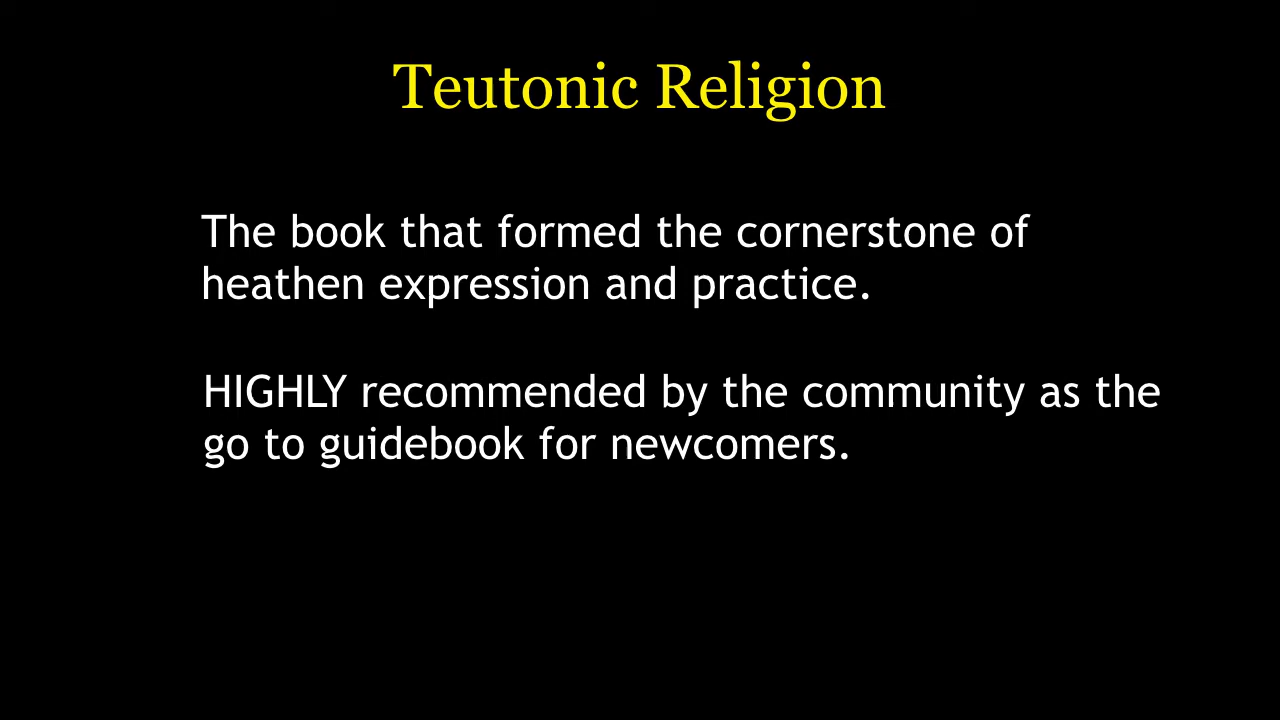 Teutonic Religion
The book that formed the cornerstone of
heathen expression and practice.
HIGHLY recommended by the community as the
go to guidebook for newcomers.